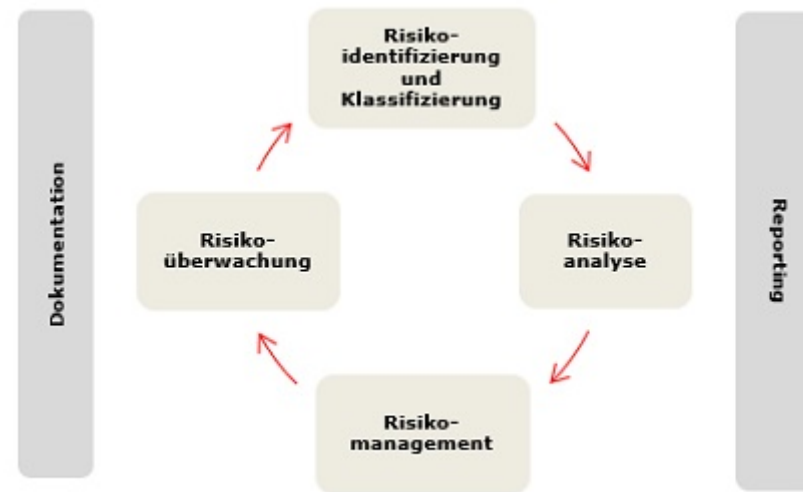 Risiko-
identifizierung
und
Klassifizierung
Dokumentation
Risiko-
überwachung
Risiko-
analyse
Reporting
Risiko-
management